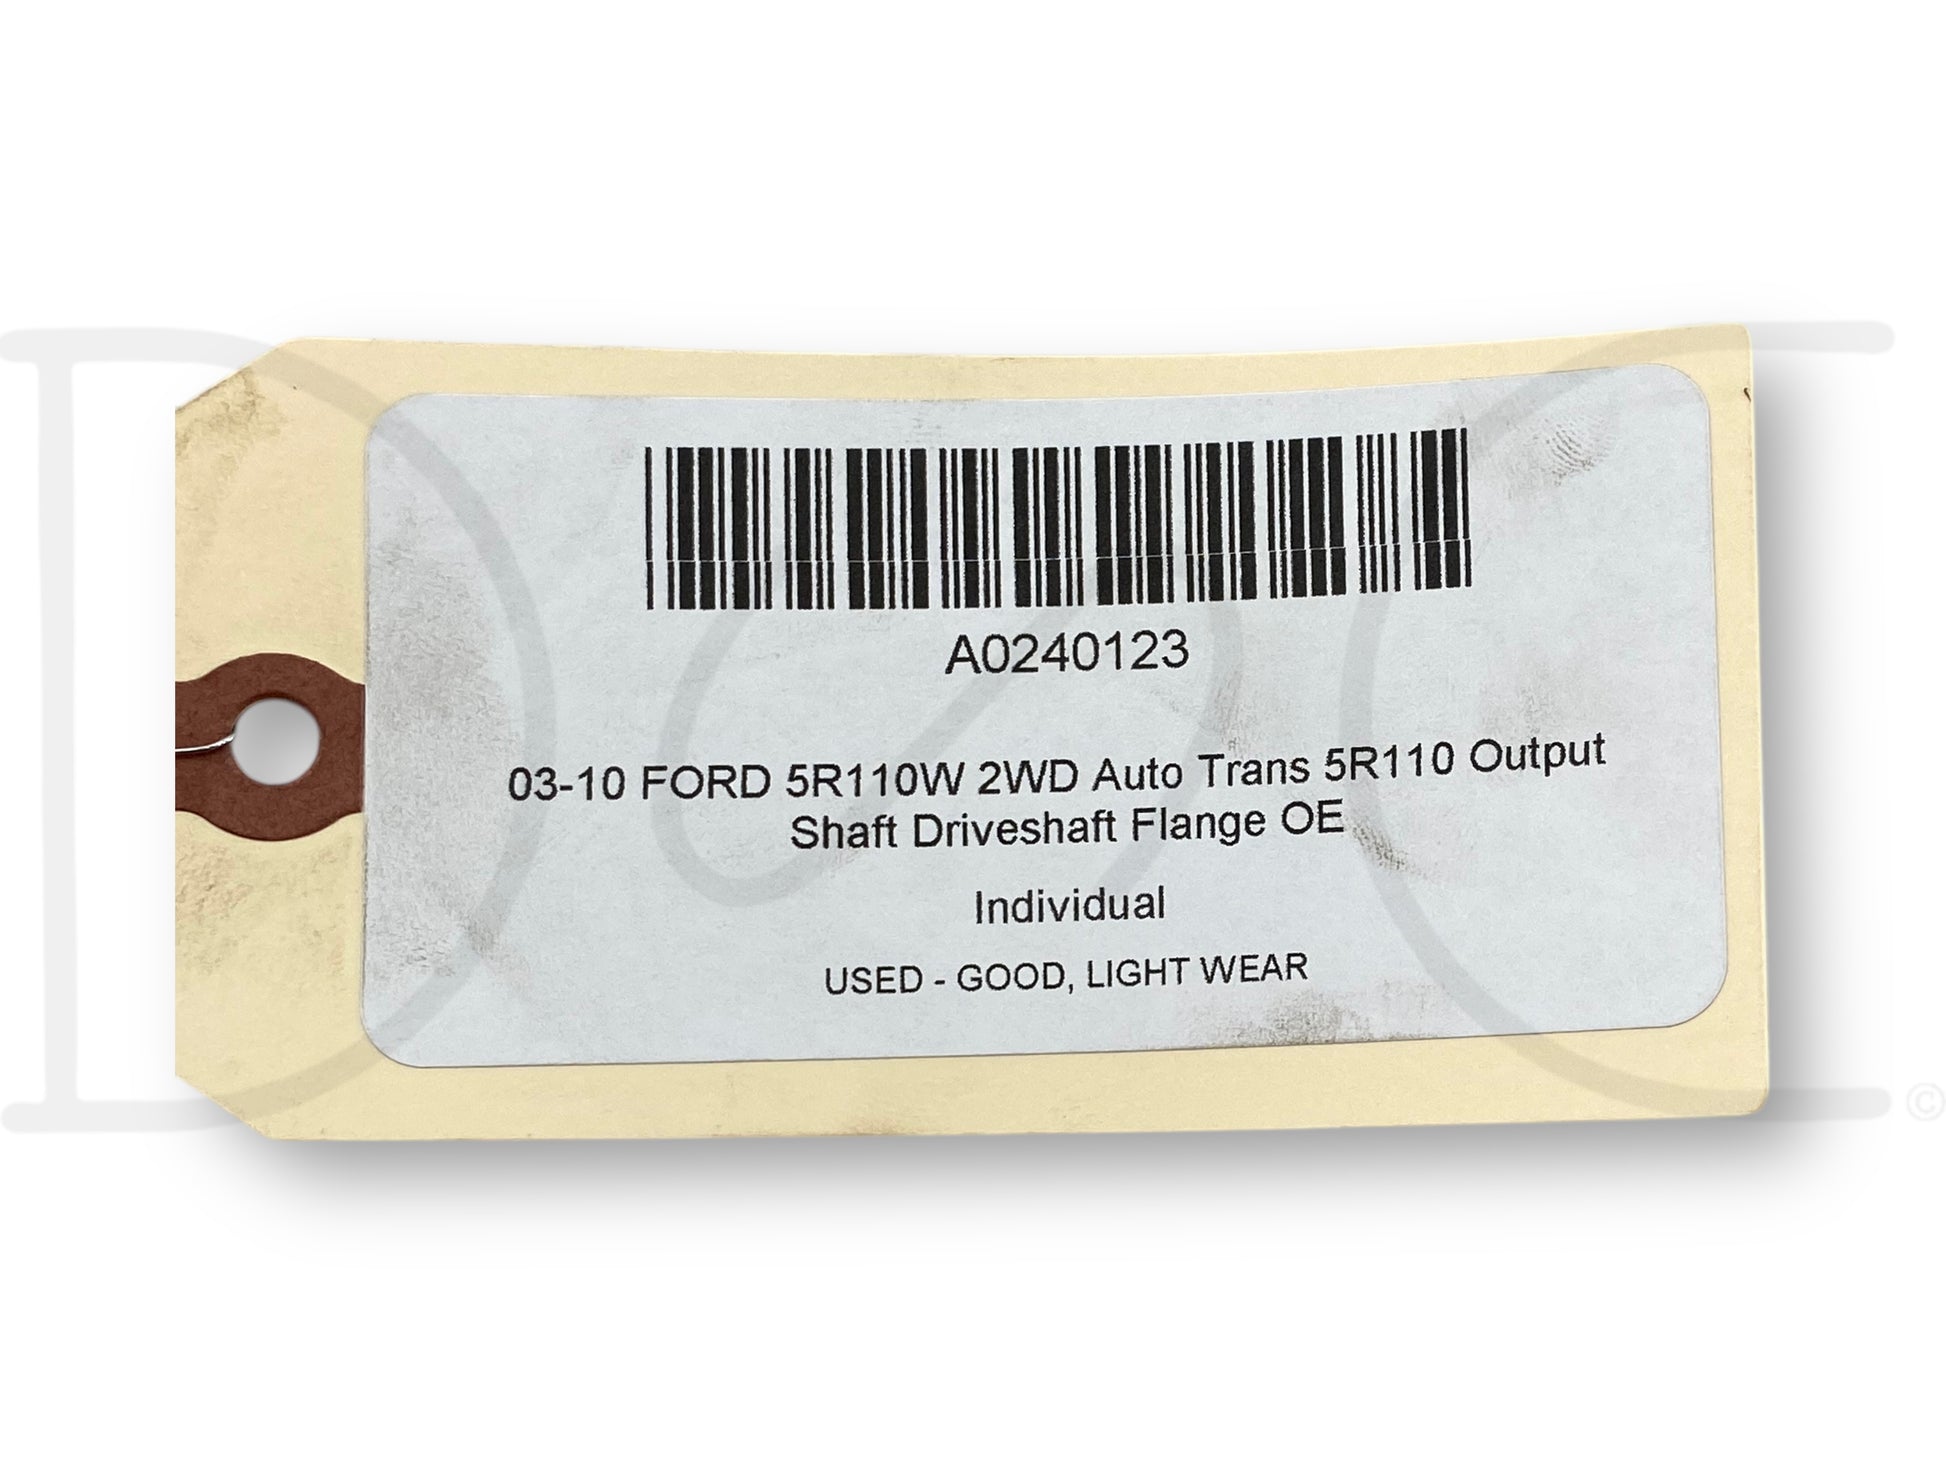 A0240123
03-10 FORD 5R110W 2WD Auto Trans 5R110 Output
Shaft Driveshaft Flange OE
Individual
USED - GOOD, LIGHT WEAR
©